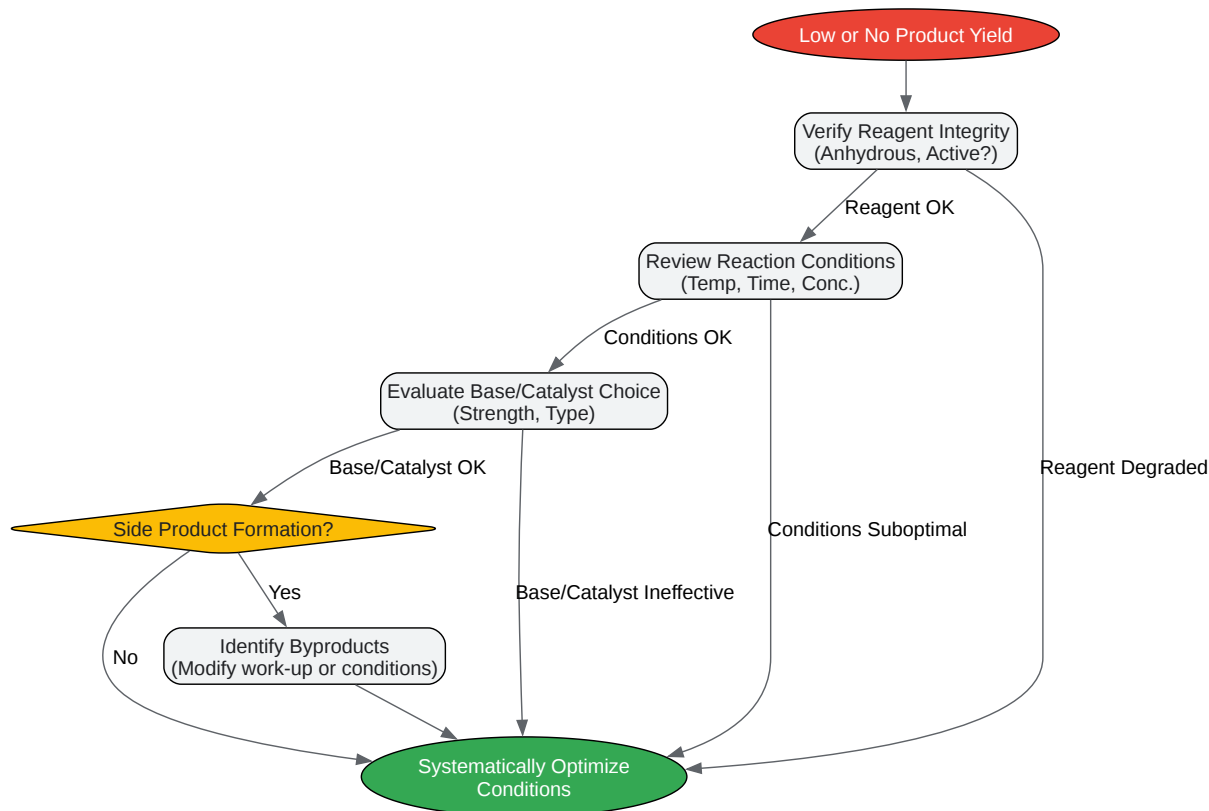 Low or No Product Yield
Verify Reagent Integrity
(Anhydrous, Active?)
Reagent OK
Review Reaction Conditions
(Temp, Time, Conc.)
Conditions OK
Evaluate Base/Catalyst Choice
(Strength, Type)
Base/Catalyst OK
Reagent Degraded
Side Product Formation?
Conditions Suboptimal
Yes
Base/Catalyst Ineffective
Identify Byproducts
(Modify work-up or conditions)
No
Systematically Optimize
Conditions